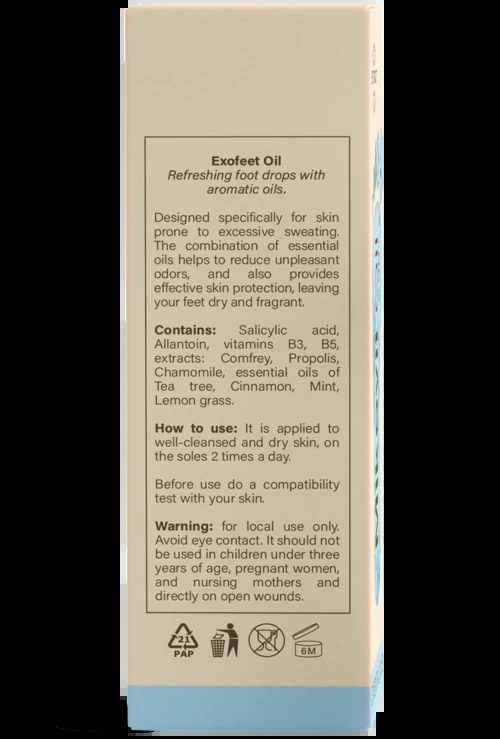 Exofeet Oil
Refreshing foot drops with
aromatic oils.
Designed specifically for skin
prone to excessive sweating.
The combination of essential
oils helps to reduce unpleasant
odors, and also provides
effective skin protection, leaving
your feet dry and fragrant.
Contains: Salicylic acid,
Allantoin, vitamins B3, B5,
extracts: Comfrey, Propolis,
Chamomile, essential oils of
Tea tree, Cinnamon, Mint,
Lemon grass.
How to use: It is applied to
well-cleansed and dry skin, on
the soles 2 times a day.
Before use do a compatibility
test with your skin.
Warning: for local use only.
Avoid eye contact. It should not
be used in children under three
years of age, pregnant women,
and nursing mothers and
directly on open wounds.
21
PAP
6M